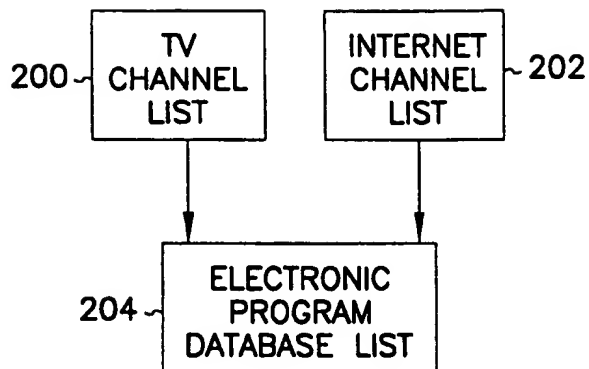 200
TV
CHANNEL
LIST
INTERNET
CHANNEL
LIST
202
204
ELECTRONIC
PROGRAM
DATABASE LIST